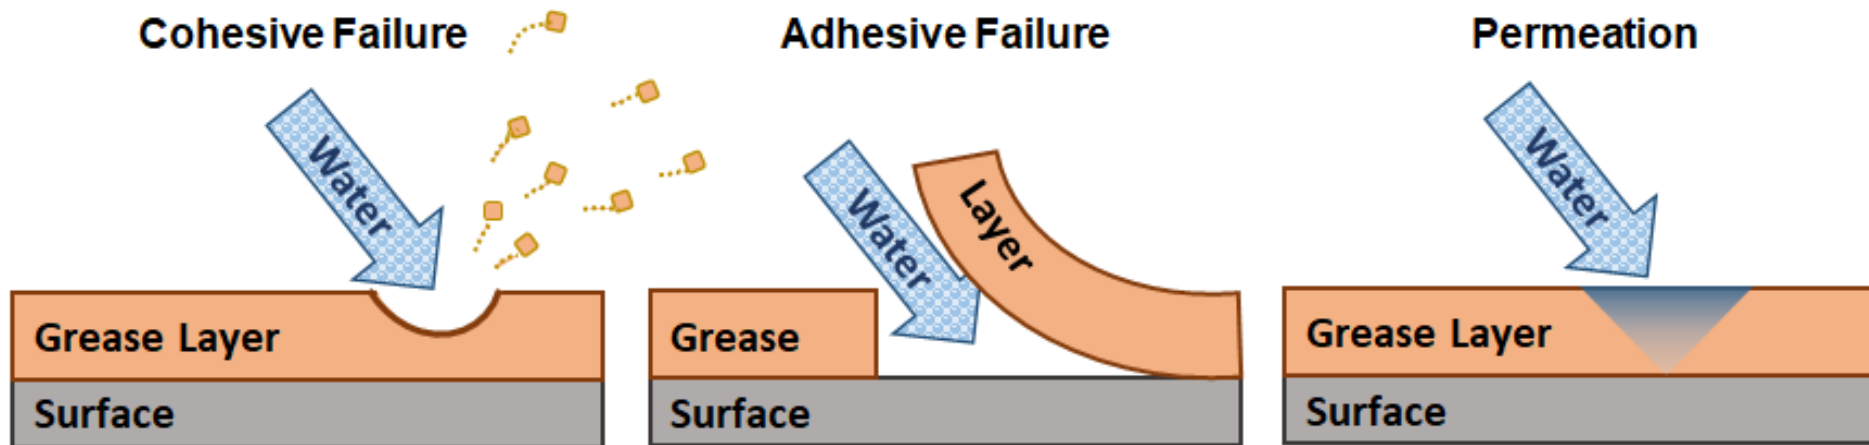 Cohesive Failure
Water
Grease Layer
Surface
Adhesive Failure
Water
Layer
Grease
Surface
Permeation
Water
Grease Layer
Surface